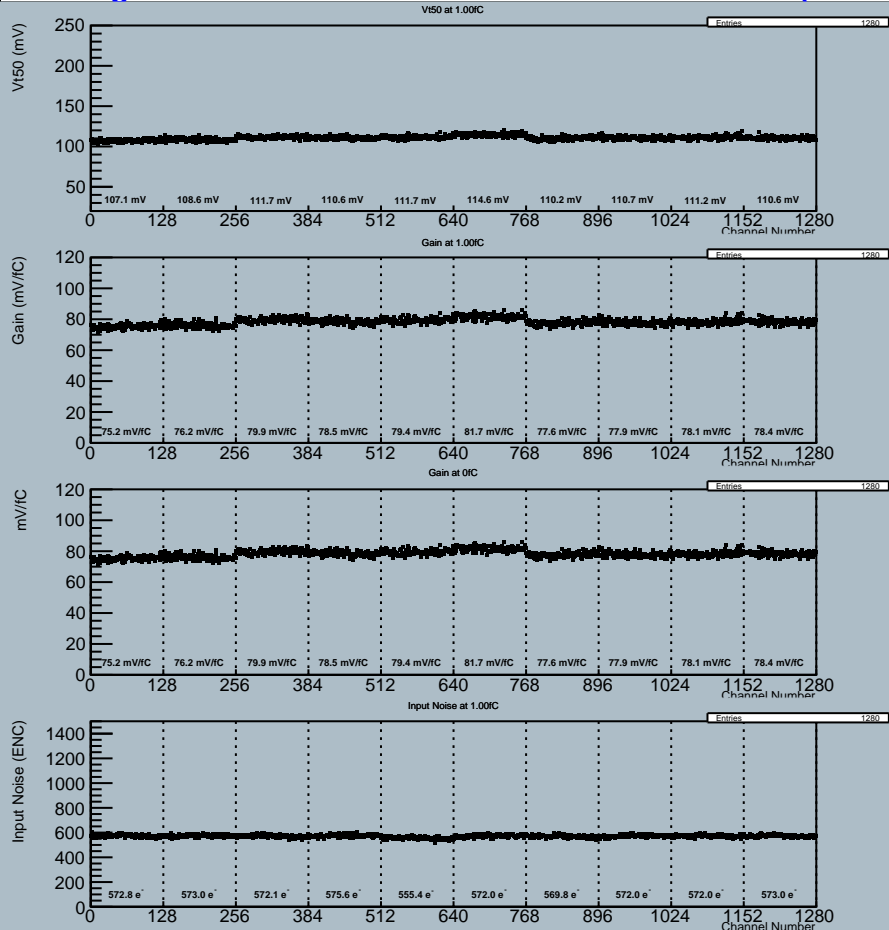 Vt50 at 1.00fC
Entries 1280
Vt50 (mV)
250
200
150
100
50
107.1 mV 108.6 mV 111.7 mV 110.6 mV 111.7 mV 114.6 mV 110.2 mV 110.7 mV 111.2 mV 110.6 mV
0 128 256 384 512 640 768 896 1024 1152 1280
Channel Number
Gain at 1.00fC
Entries 1280
Gain (mV/fC)
120
100
80
60
40
20
0
75.2 mV/fC 76.2 mV/fC 79.9 mV/fC 78.5 mV/fC 79.4 mV/fC 81.7 mV/fC 77.6 mV/fC 77.9 mV/fC 78.1 mV/fC 78.4 mV/fC
0 128 256 384 512 640 768 896 1024 1152 1280
Channel Number
Gain at 0fC
Entries 1280
mV/fC
120
100
80
60
40
20
0
75.2 mV/fC 76.2 mV/fC 79.9 mV/fC 78.5 mV/fC 79.4 mV/fC 81.7 mV/fC 77.6 mV/fC 77.9 mV/fC 78.1 mV/fC 78.4 mV/fC
0 128 256 384 512 640 768 896 1024 1152 1280
Channel Number
Input Noise at 1.00fC
Entries 1280
Input Noise (ENC)
1400
1200
1000
800
600
400
200
0
572.8 e⁻ 573.0 e⁻ 572.1 e⁻ 575.6 e⁻ 555.4 e⁻ 572.0 e⁻ 569.8 e⁻ 572.0 e⁻ 572.0 e⁻ 573.0 e⁻
0 128 256 384 512 640 768 896 1024 1152 1280
Channel Number